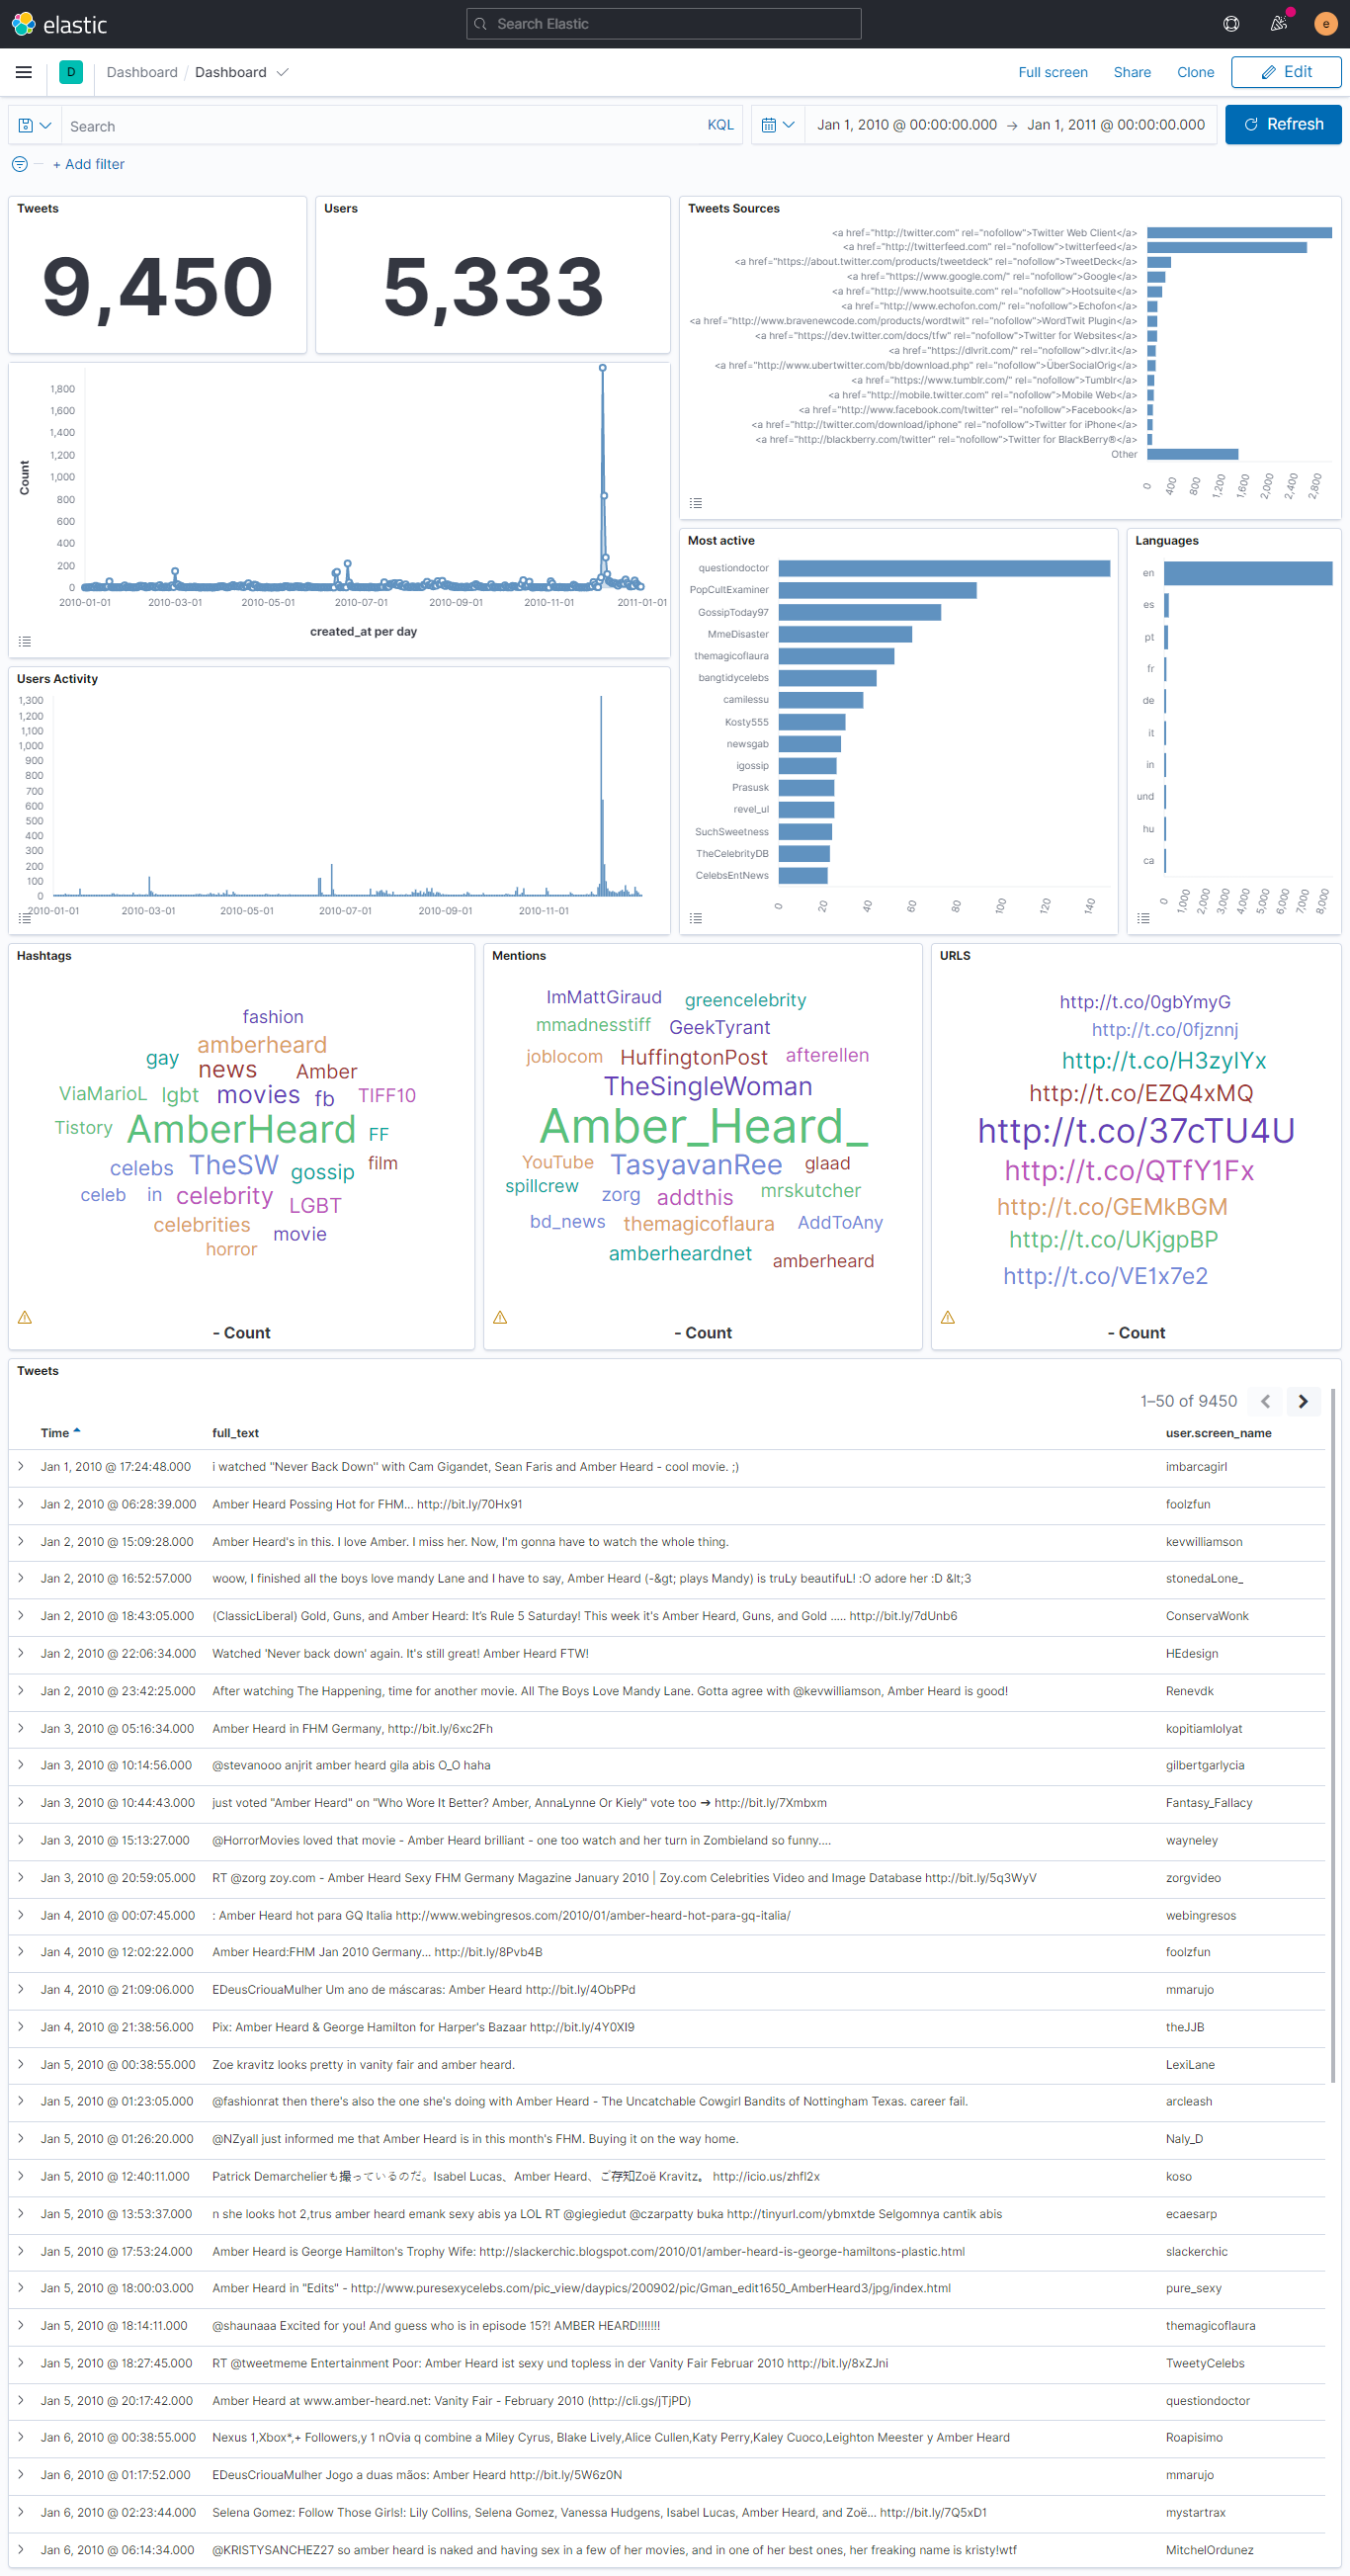 elastic
Search Elastic
e
D
Dashboard / Dashboard
Full screen
Share
Clone
Edit
Search
KQL
Jan 1, 2010 @ 00:00:00.000 → Jan 1, 2011 @ 00:00:00.000
Refresh
+ Add filter
Tweets
9,450
Users
5,333
Tweets Sources
<a href="http://twitter.com" rel="nofollow">Twitter Web Client</a>
<a href="http://twitterfeed.com" rel="nofollow">twitterfeed</a>
<a href="https://about.twitter.com/products/tweetdeck" rel="nofollow">TweetDeck</a>
<a href="https://www.google.com/" rel="nofollow">Google</a>
<a href="http://www.hootsuite.com" rel="nofollow">Hootsuite</a>
<a href="http://www.echofon.com/" rel="nofollow">Echofon</a>
<a href="http://www.bravenewcode.com/products/wordtwit" rel="nofollow">WordTwit Plugin</a>
<a href="https://dev.twitter.com/docs/tfw" rel="nofollow">Twitter for Websites</a>
<a href="https://dlvrit.com/" rel="nofollow">dlvr.it</a>
<a href="http://www.ubertwitter.com/bb/download.php" rel="nofollow">ÜberSocialOrig</a>
<a href="https://www.tumblr.com/" rel="nofollow">Tumblr</a>
<a href="http://mobile.twitter.com" rel="nofollow">Mobile Web</a>
<a href="http://www.facebook.com/twitter" rel="nofollow">Facebook</a>
<a href="http://twitter.com/download/iphone" rel="nofollow">Twitter for iPhone</a>
<a href="http://blackberry.com/twitter" rel="nofollow">Twitter for BlackBerry®</a>
Other
0 400 800 1,200 1,600 2,000 2,400 2,800
Count
1,800
1,600
1,400
1,200
1,000
800
600
400
200
0
2010-01-01 2010-03-01 2010-05-01 2010-07-01 2010-09-01 2010-11-01 2011-01-01
created_at per day
Users Activity
1,300
1,200
1,100
1,000
900
800
700
600
500
400
300
200
100
0
2010-01-01 2010-03-01 2010-05-01 2010-07-01 2010-09-01 2010-11-01
Most active
questiondoctor
PopCultExaminer
GossipToday97
MmeDisaster
themagicoflaura
bangtidycelebs
camilessu
Kosty555
newsgab
igossip
Prasusk
revel_ul
SuchSweetness
TheCelebrityDB
CelebsEntNews
0 20 40 60 80 100 120 140
Languages
en
es
pt
fr
de
it
in
und
hu
ca
0 1,000 2,000 3,000 4,000 5,000 6,000 7,000 8,000
Hashtags
fashion
amberheard
gay news Amber
ViaMarioL lgbt movies fb TIFF10
Tistory AmberHeard FF
celebs TheSW gossip film
celeb in celebrity LGBT
celebrities movie
horror
- Count
Mentions
ImMattGiraud greencelebrity
mmadnesstiff GeekTyrant
joblocom HuffingtonPost afterellen
TheSingleWoman
Amber_Heard_
YouTube TasyavanRee glaad
spillcrew zorg addthis mrskutcher
bd_news themagicoflaura AddToAny
amberheardnet amberheard
- Count
URLS
http://t.co/0gbYmyG
http://t.co/0fjznnj
http://t.co/H3zylYx
http://t.co/EZQ4xMQ
http://t.co/37cTU4U
http://t.co/QTfY1Fx
http://t.co/GEMkBGM
http://t.co/UKjgpBP
http://t.co/VE1x7e2
- Count
Tweets
1–50 of 9450
Time full_text user.screen_name
Jan 1, 2010 @ 17:24:48.000 i watched "Never Back Down" with Cam Gigandet, Sean Faris and Amber Heard - cool movie. ;) imbarcagirl
Jan 2, 2010 @ 06:28:39.000 Amber Heard Possing Hot for FHM... http://bit.ly/70Hx91 foolzfun
Jan 2, 2010 @ 15:09:28.000 Amber Heard's in this. I love Amber. I miss her. Now, I'm gonna have to watch the whole thing. kevwilliamson
Jan 2, 2010 @ 16:52:57.000 woow, I finished all the boys love mandy Lane and I have to say, Amber Heard (-&gt; plays Mandy) is truLy beautifuL! :O adore her :D &lt;3 stonedaLone_
Jan 2, 2010 @ 18:43:05.000 (ClassicLiberal) Gold, Guns, and Amber Heard: It's Rule 5 Saturday! This week it's Amber Heard, Guns, and Gold ..... http://bit.ly/7dUnb6 ConservaWonk
Jan 2, 2010 @ 22:06:34.000 Watched 'Never back down' again. It's still great! Amber Heard FTW! HEdesign
Jan 2, 2010 @ 23:42:25.000 After watching The Happening, time for another movie. All The Boys Love Mandy Lane. Gotta agree with @kevwilliamson, Amber Heard is good! Renevdk
Jan 3, 2010 @ 05:16:34.000 Amber Heard in FHM Germany, http://bit.ly/6xc2Fh kopitiamlolyat
Jan 3, 2010 @ 10:14:56.000 @stevanooo anjrit amber heard gila abis O_O haha gilbertgarlycia
Jan 3, 2010 @ 10:44:43.000 just voted "Amber Heard" on "Who Wore It Better? Amber, AnnaLynne Or Kiely" vote too ➔ http://bit.ly/7Xmbxm Fantasy_Fallacy
Jan 3, 2010 @ 15:13:27.000 @HorrorMovies loved that movie - Amber Heard brilliant - one too watch and her turn in Zombieland so funny.... wayneley
Jan 3, 2010 @ 20:59:05.000 RT @zorg zoy.com - Amber Heard Sexy FHM Germany Magazine January 2010 | Zoy.com Celebrities Video and Image Database http://bit.ly/5q3WyV zorgvideo
Jan 4, 2010 @ 00:07:45.000 : Amber Heard hot para GQ Italia http://www.webingresos.com/2010/01/amber-heard-hot-para-gq-italia/ webingresos
Jan 4, 2010 @ 12:02:22.000 Amber Heard:FHM Jan 2010 Germany... http://bit.ly/8Pvb4B foolzfun
Jan 4, 2010 @ 21:09:06.000 EDeusCriouaMulher Um ano de máscaras: Amber Heard http://bit.ly/4ObPPd mmarujo
Jan 4, 2010 @ 21:38:56.000 Pix: Amber Heard & George Hamilton for Harper's Bazaar http://bit.ly/4Y0XI9 theJJB
Jan 5, 2010 @ 00:38:55.000 Zoe kravitz looks pretty in vanity fair and amber heard. LexiLane
Jan 5, 2010 @ 01:23:05.000 @fashionrat then there's also the one she's doing with Amber Heard - The Uncatchable Cowgirl Bandits of Nottingham Texas. career fail. arcleash
Jan 5, 2010 @ 01:26:20.000 @NZyall just informed me that Amber Heard is in this month's FHM. Buying it on the way home. Naly_D
Jan 5, 2010 @ 12:40:11.000 Patrick Demarchelierも撮っているのだ。Isabel Lucas、Amber Heard、ご存知Zoë Kravitz。 http://icio.us/zhfl2x koso
Jan 5, 2010 @ 13:53:37.000 n she looks hot 2,trus amber heard emank sexy abis ya LOL RT @giegiedut @czarpatty buka http://tinyurl.com/ybmxtde Selgomnya cantik abis ecaesarp
Jan 5, 2010 @ 17:53:24.000 Amber Heard is George Hamilton's Trophy Wife: http://slackerchic.blogspot.com/2010/01/amber-heard-is-george-hamiltons-plastic.html slackerchic
Jan 5, 2010 @ 18:00:03.000 Amber Heard in "Edits" - http://www.puresexycelebs.com/pic_view/daypics/200902/pic/Gman_edit1650_AmberHeard3/jpg/index.html pure_sexy
Jan 5, 2010 @ 18:14:11.000 @shaunaaa Excited for you! And guess who is in episode 15?! AMBER HEARD!!!!!!! themagicoflaura
Jan 5, 2010 @ 18:27:45.000 RT @tweetmeme Entertainment Poor: Amber Heard ist sexy und topless in der Vanity Fair Februar 2010 http://bit.ly/8xZJni TweetyCelebs
Jan 5, 2010 @ 20:17:42.000 Amber Heard at www.amber-heard.net: Vanity Fair - February 2010 (http://cli.gs/jTjPD) questiondoctor
Jan 6, 2010 @ 00:38:55.000 Nexus 1,Xbox*,+ Followers,y 1 nOvia q combine a Miley Cyrus, Blake Lively,Alice Cullen,Katy Perry,Kaley Cuoco,Leighton Meester y Amber Heard Roapisimo
Jan 6, 2010 @ 01:17:52.000 EDeusCriouaMulher Jogo a duas mãos: Amber Heard http://bit.ly/5W6z0N mmarujo
Jan 6, 2010 @ 02:23:44.000 Selena Gomez: Follow Those Girls!: Lily Collins, Selena Gomez, Vanessa Hudgens, Isabel Lucas, Amber Heard, and Zoë... http://bit.ly/7Q5xD1 mystartrax
Jan 6, 2010 @ 06:14:34.000 @KRISTYSANCHEZ27 so amber heard is naked and having sex in a few of her movies, and in one of her best ones, her freaking name is kristy!wtf MitchelOrdunez